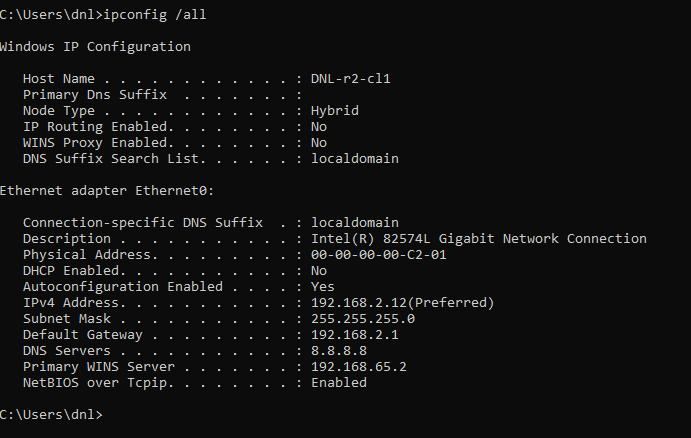 C:\Users\dnl>ipconfig /all
Windows IP Configuration
Host Name . . . . . . . . . . . . : DNL-r2-cl1
Primary Dns Suffix  . . . . . . . :
Node Type . . . . . . . . . . . . : Hybrid
IP Routing Enabled. . . . . . . . : No
WINS Proxy Enabled. . . . . . . . : No
DNS Suffix Search List. . . . . . : localdomain
Ethernet adapter Ethernet0:
Connection-specific DNS Suffix  . : localdomain
Description . . . . . . . . . . . : Intel(R) 82574L Gigabit Network Connection
Physical Address. . . . . . . . . : 00-00-00-00-C2-01
DHCP Enabled. . . . . . . . . . . : No
Autoconfiguration Enabled . . . . : Yes
IPv4 Address. . . . . . . . . . . : 192.168.2.12(Preferred)
Subnet Mask . . . . . . . . . . . : 255.255.255.0
Default Gateway . . . . . . . . . : 192.168.2.1
DNS Servers . . . . . . . . . . . : 8.8.8.8
Primary WINS Server . . . . . . . : 192.168.65.2
NetBIOS over Tcpip. . . . . . . . : Enabled
C:\Users\dnl>